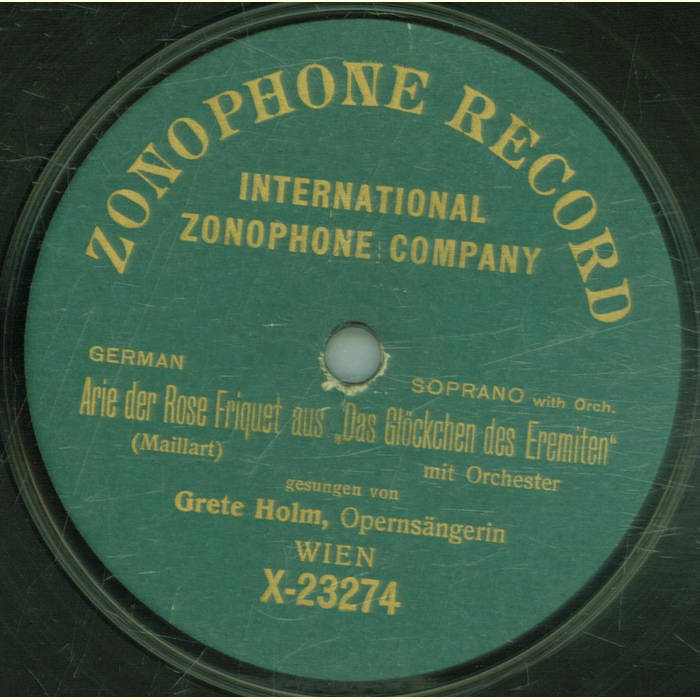 ZONOPHONE RECORD
INTERNATIONAL
ZONOPHONE COMPANY
GERMAN
SOPRANO with Orch.
Arie der Rose Friquet aus „Das Glöckchen des Eremiten“
(Maillart)
mit Orchester
gesungen von
Grete Holm, Opernsängerin
WIEN
X-23274